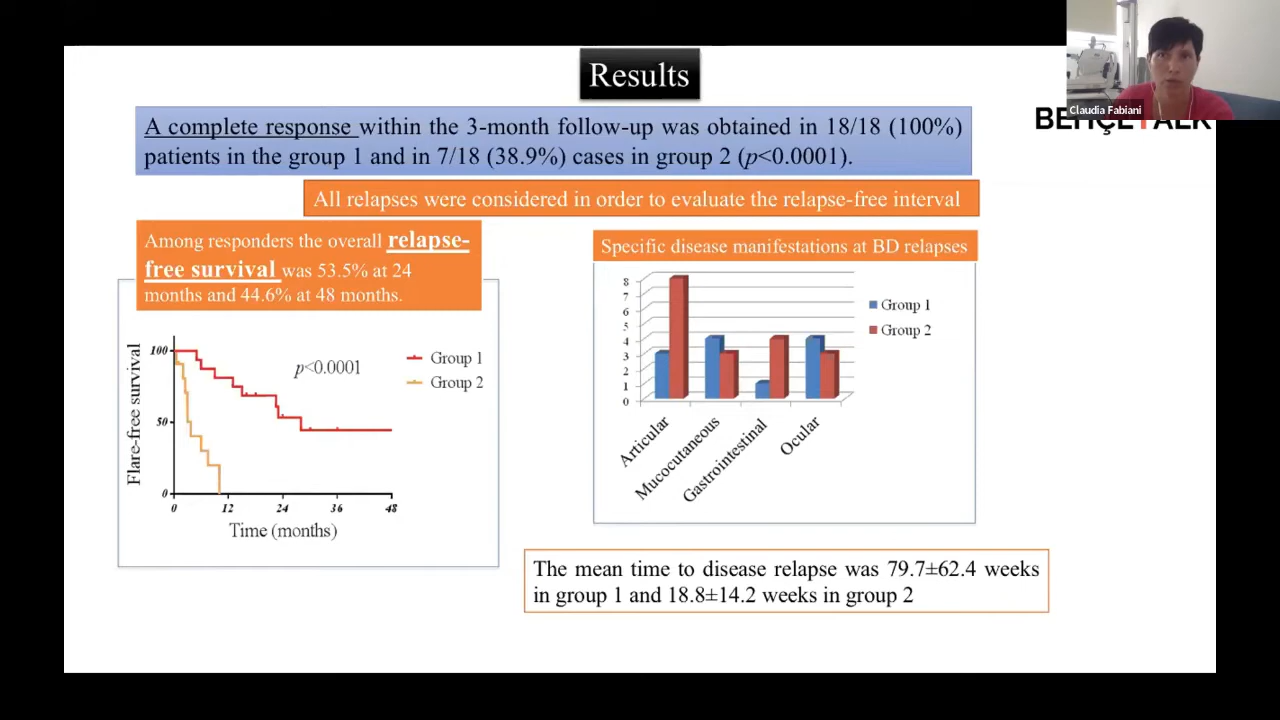 Results
Claudia Fabiani
BEHÇETALK
A complete response within the 3-month follow-up was obtained in 18/18 (100%)
patients in the group 1 and in 7/18 (38.9%) cases in group 2 (p<0.0001).
All relapses were considered in order to evaluate the relapse-free interval
Among responders the overall relapse-
free survival was 53.5% at 24
months and 44.6% at 48 months.
Flare-free survival
100
50
0
p<0.0001
Group 1
Group 2
0 12 24 36 48
Time (months)
Specific disease manifestations at BD relapses
8
7
6
5
4
3
2
1
0
Group 1
Group 2
Articular
Mucocutaneous
Gastrointestinal
Ocular
The mean time to disease relapse was 79.7±62.4 weeks
in group 1 and 18.8±14.2 weeks in group 2